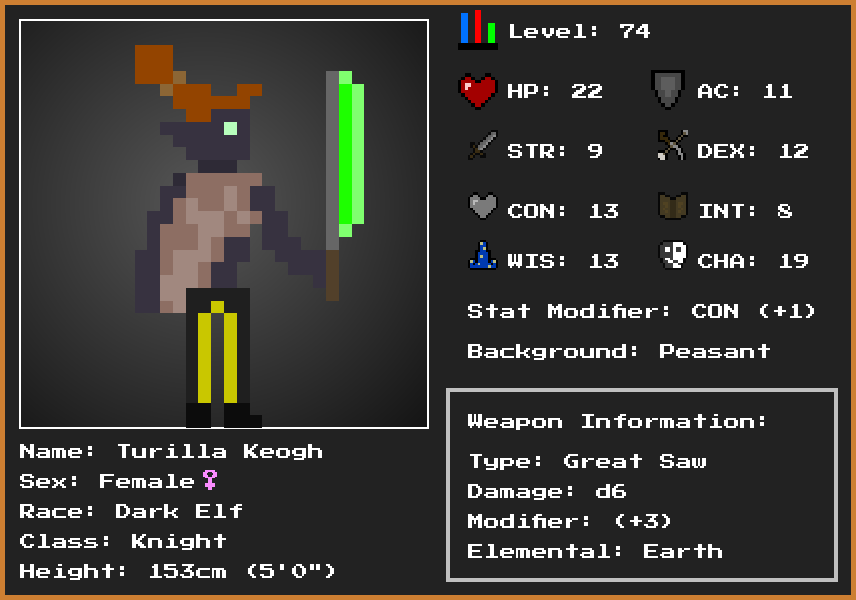 Level: 74
HP: 22
AC: 11
STR: 9
DEX: 12
CON: 13
INT: 8
WIS: 13
CHA: 19
Stat Modifier: CON (+1)
Background: Peasant
Weapon Information:
Type: Great Saw
Damage: d6
Modifier: (+3)
Elemental: Earth
Name: Turilla Keogh
Sex: Female♀
Race: Dark Elf
Class: Knight
Height: 153cm (5'0")